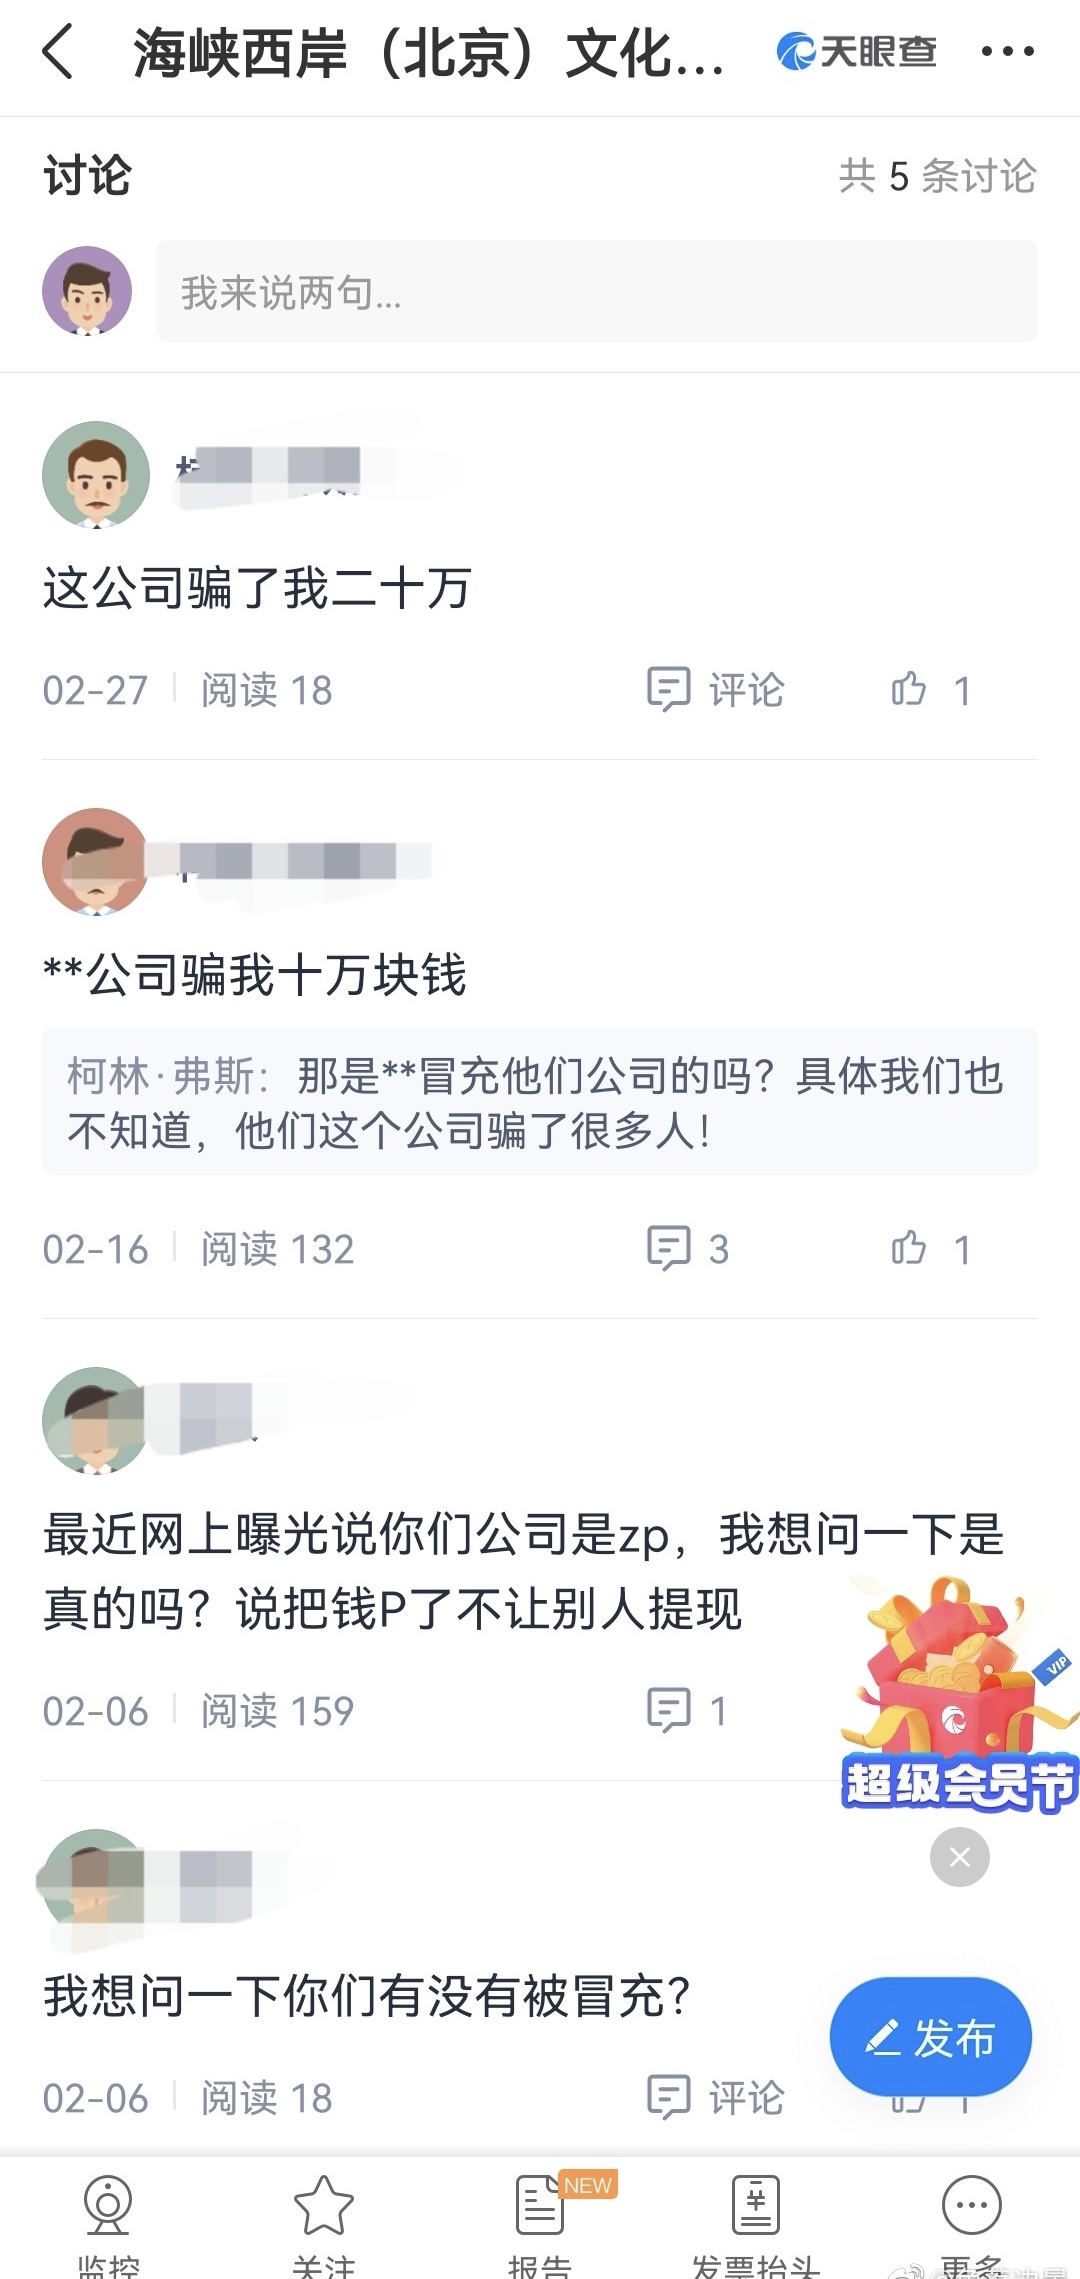 海峡西岸（北京）文化...
天眼查
讨论
共 5 条讨论
我来说两句...
这公司骗了我二十万
02-27
阅读 18
评论
1
**公司骗我十万块钱
柯林·弗斯：那是**冒充他们公司的吗？具体我们也
不知道，他们这个公司骗了很多人！
02-16
阅读 132
3
1
最近网上曝光说你们公司是zp，我想问一下是
真的吗？说把钱P了不让别人提现
VIP
超级会员节
02-06
阅读 159
1
我想问一下你们有没有被冒充？
发布
02-06
阅读 18
评论
1
NEW
监控
关注
报告
发票抬头
更多